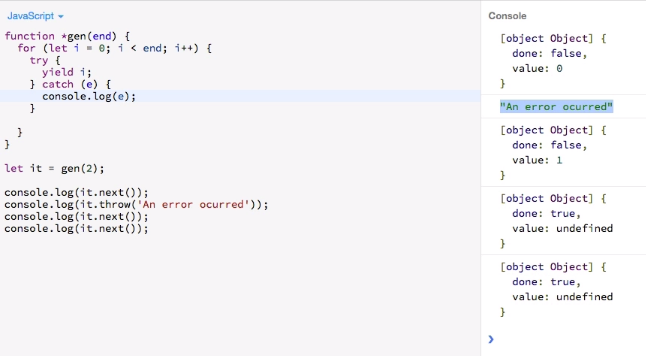 JavaScript
function *gen(end) {
  for (let i = 0; i < end; i++) {
    try {
      yield i;
    } catch (e) {
      console.log(e);
    }
  }
}
let it = gen(2);
console.log(it.next());
console.log(it.throw('An error ocurred'));
console.log(it.next());
console.log(it.next());
Console
[object Object] {
  done: false,
  value: 0
}
"An error ocurred"
[object Object] {
  done: false,
  value: 1
}
[object Object] {
  done: true,
  value: undefined
}
[object Object] {
  done: true,
  value: undefined
}